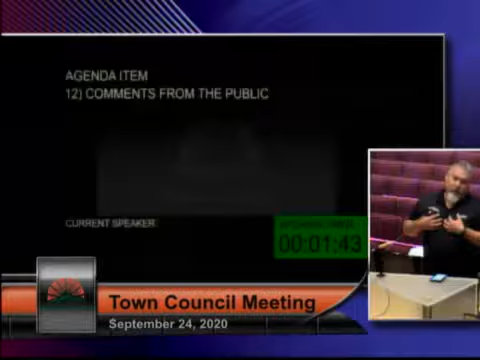 AGENDA ITEM
12) COMMENTS FROM THE PUBLIC
CURRENT SPEAKER
00:01:43
Town Council Meeting
September 24, 2020